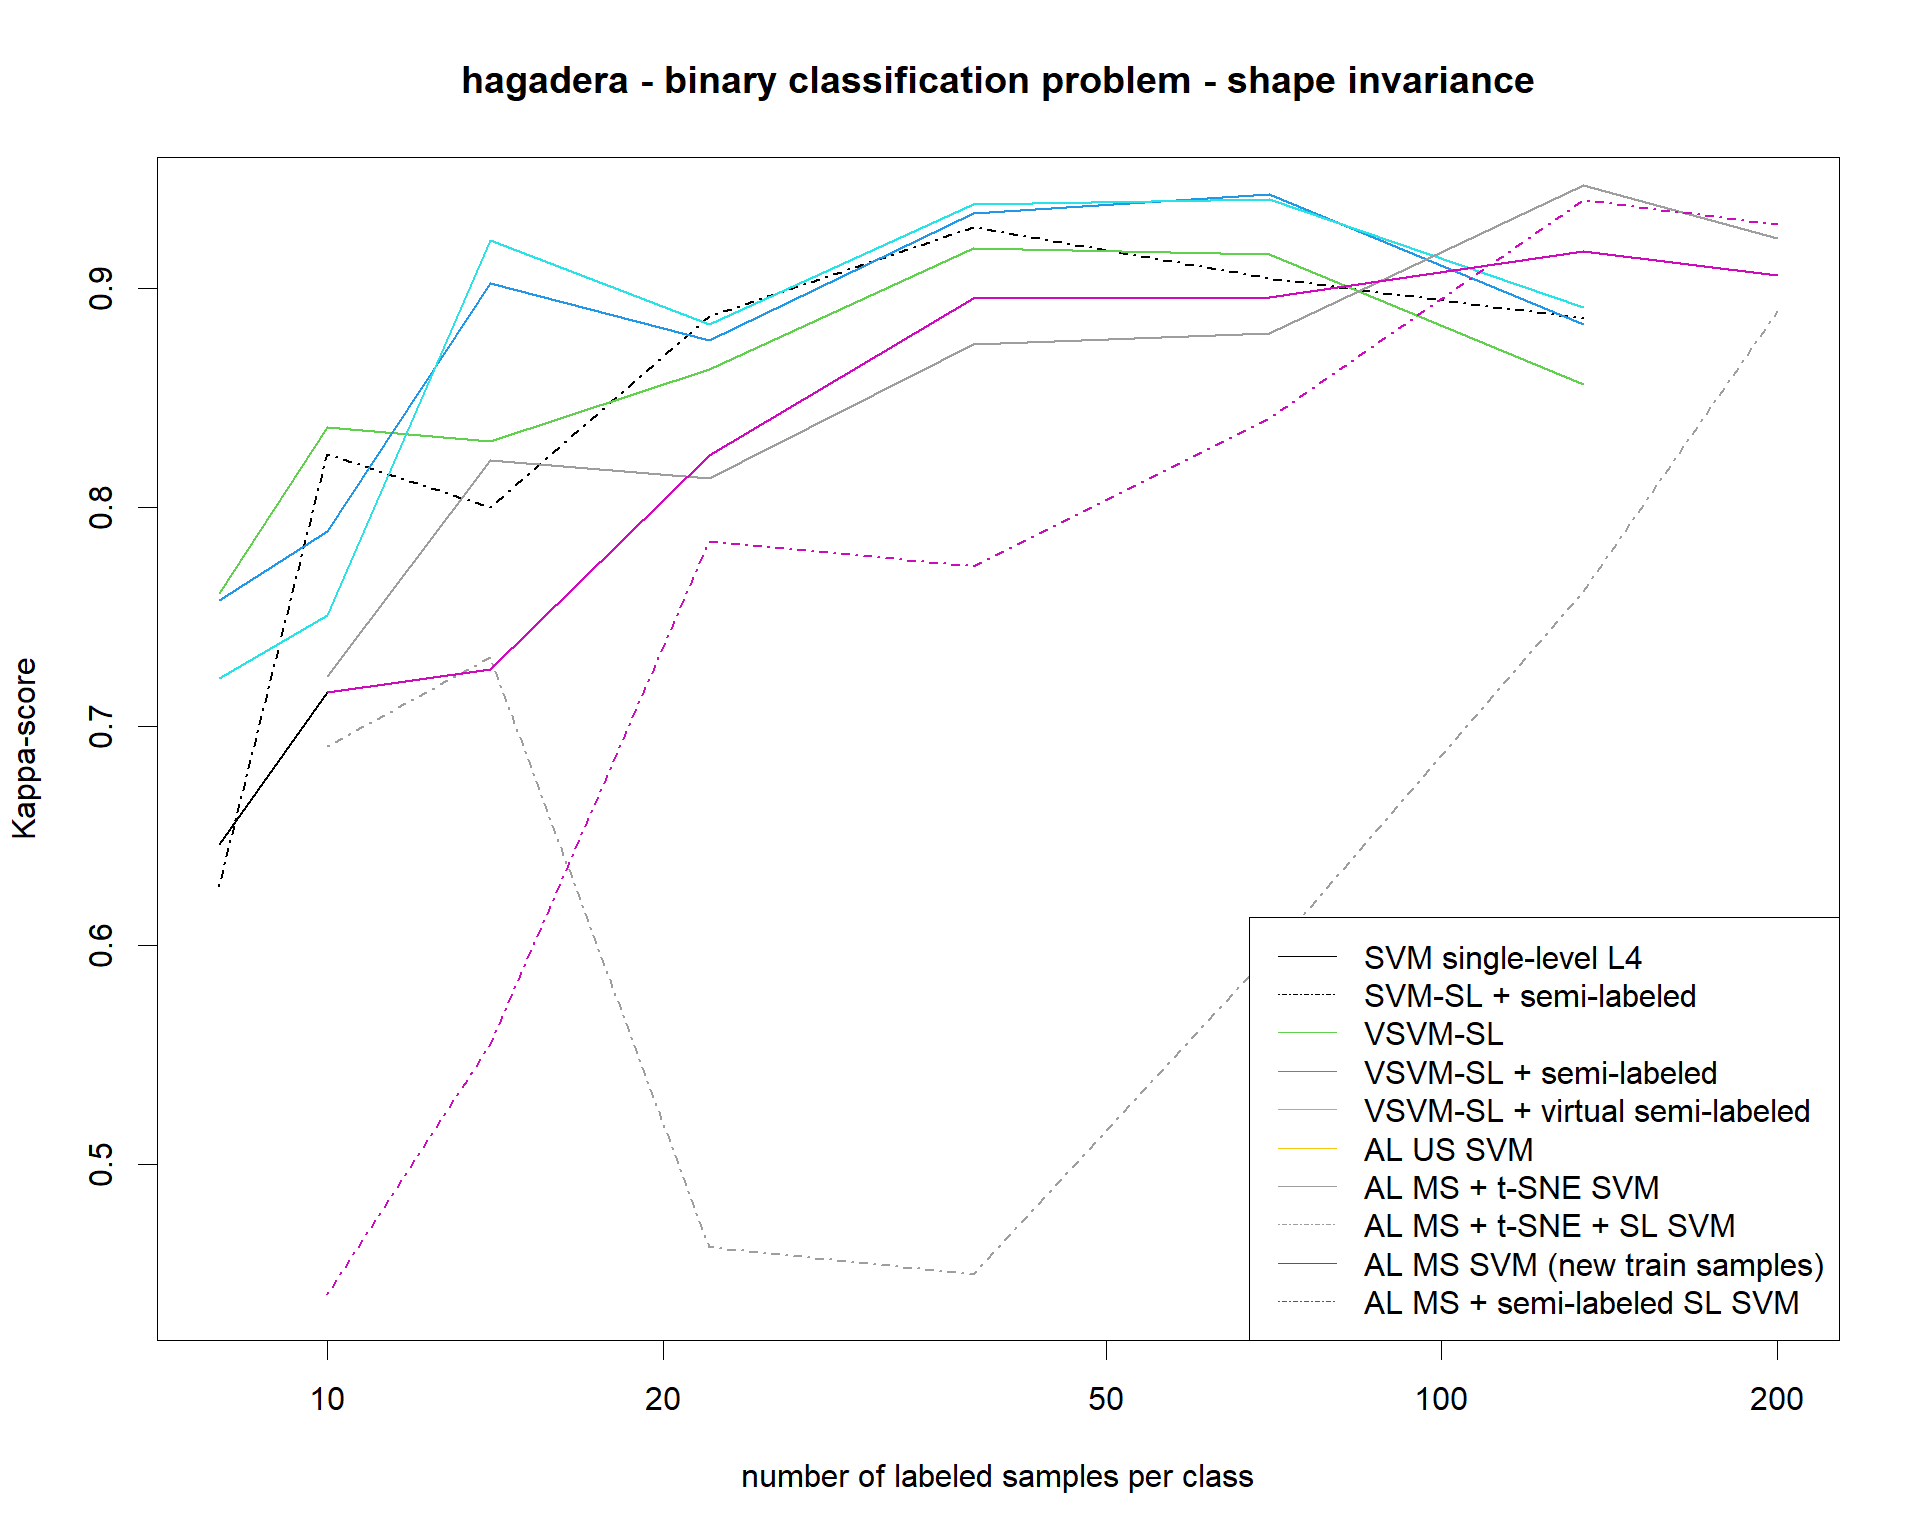 hagadera - binary classification problem - shape invariance
Kappa-score
0.9
0.8
0.7
0.6
0.5
SVM single-level L4
SVM-SL + semi-labeled
VSVM-SL
VSVM-SL + semi-labeled
VSVM-SL + virtual semi-labeled
AL US SVM
AL MS + t-SNE SVM
AL MS + t-SNE + SL SVM
AL MS SVM (new train samples)
AL MS + semi-labeled SL SVM
10 20 50 100 200
number of labeled samples per class